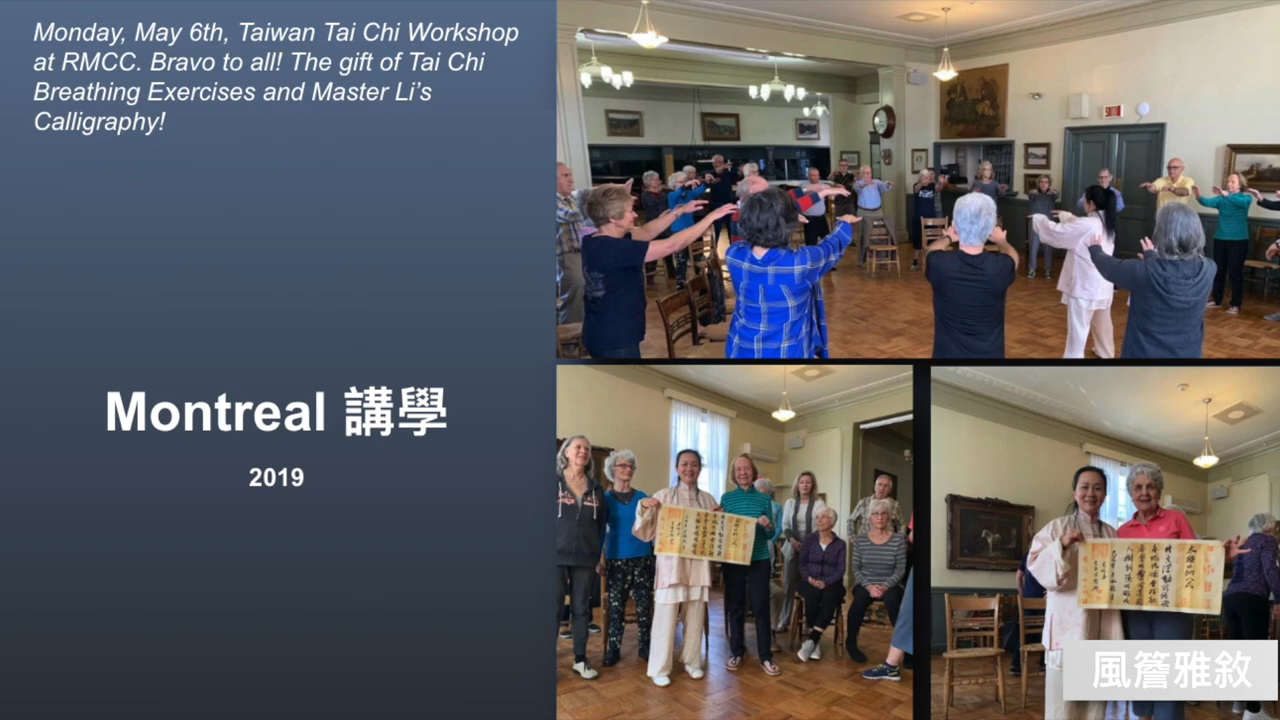 Monday, May 6th, Taiwan Tai Chi Workshop
at RMCC. Bravo to all! The gift of Tai Chi
Breathing Exercises and Master Li’s
Calligraphy!
Montreal 講學
2019
風簷雅敘